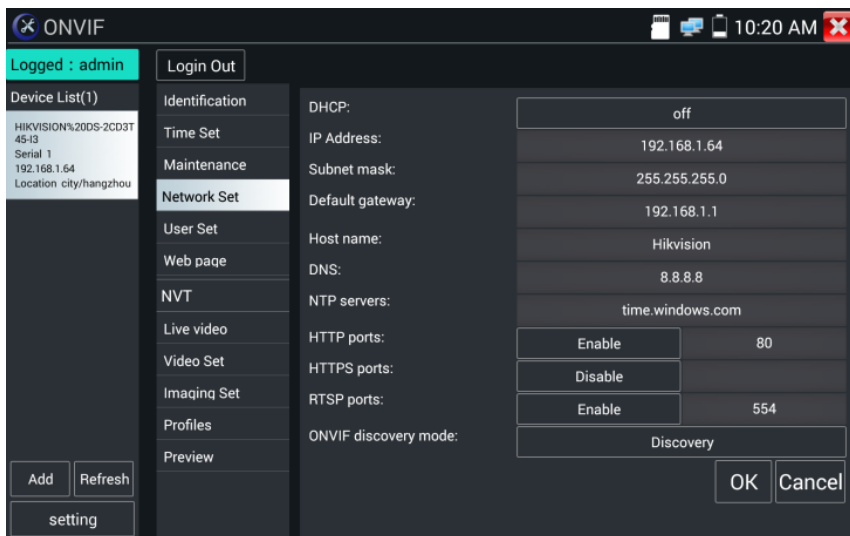 ONVIF
10:20 AM
Logged : admin
Login Out
Device List(1)
HIKVISION%20DS-2CD3T
45-I3
Serial 1
192.168.1.64
Location city/hangzhou
Add
Refresh
setting
Identification
Time Set
Maintenance
Network Set
User Set
Web page
NVT
Live video
Video Set
Imaging Set
Profiles
Preview
DHCP: off
IP Address: 192.168.1.64
Subnet mask: 255.255.255.0
Default gateway: 192.168.1.1
Host name: Hikvision
DNS: 8.8.8.8
NTP servers: time.windows.com
HTTP ports: Enable 80
HTTPS ports: Disable
RTSP ports: Enable 554
ONVIF discovery mode: Discovery
OK Cancel